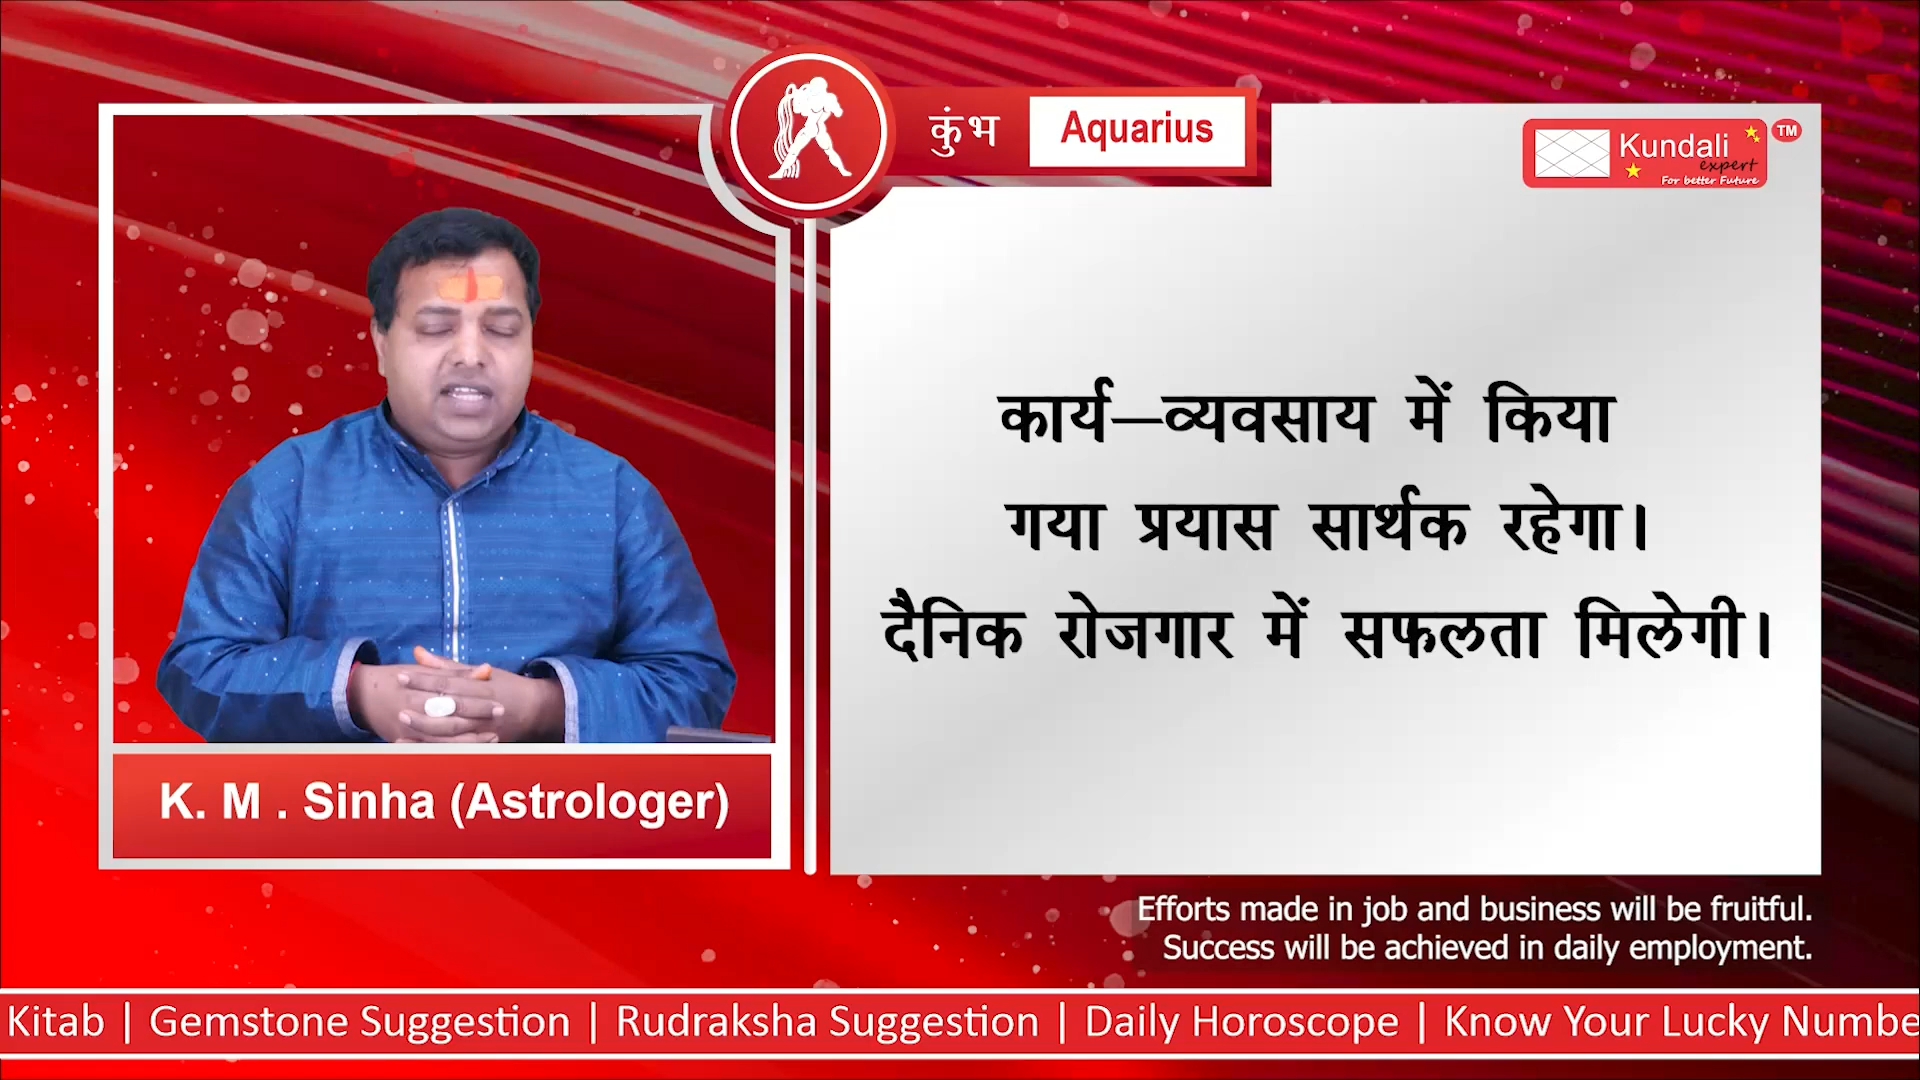 कुंभ Aquarius
Kundali TM
expert
For better Future
कार्य–व्यवसाय में किया
गया प्रयास सार्थक रहेगा।
दैनिक रोजगार में सफलता मिलेगी।
K. M . Sinha (Astrologer)
Efforts made in job and business will be fruitful.
Success will be achieved in daily employment.
Kitab | Gemstone Suggestion | Rudraksha Suggestion | Daily Horoscope | Know Your Lucky Numbe